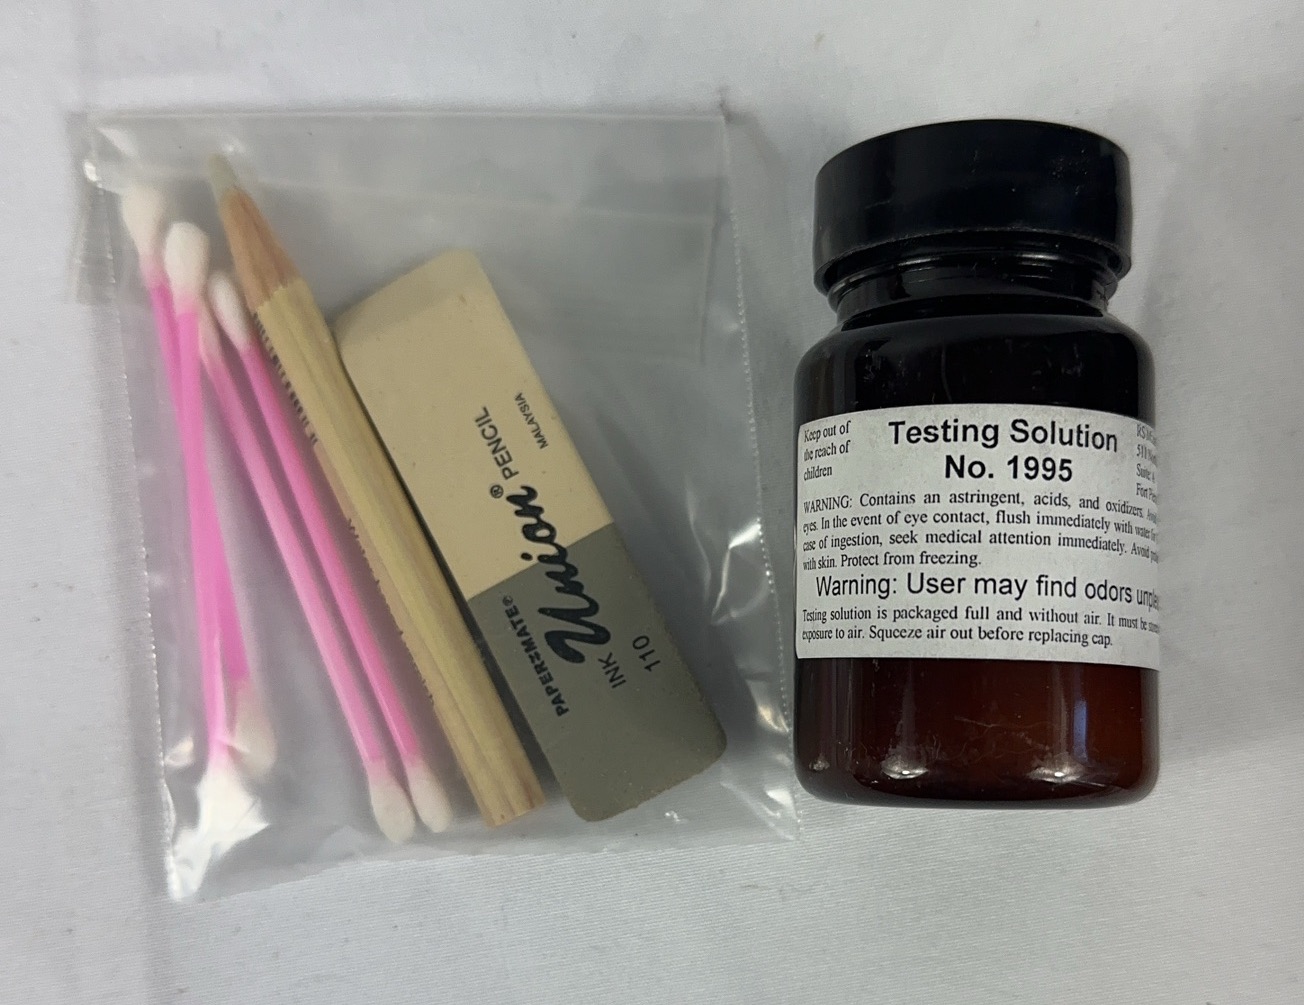 PAPER MATE®
Union® PENCIL
INK
110
MALAYSIA
Keep out of
the reach of
children
Testing Solution
No. 1995
WARNING: Contains an astringent, acids, and oxidizers.
eyes. In the event of eye contact, flush immediately with water
case of ingestion, seek medical attention immediately. Avoid
with skin. Protect from freezing.
Warning: User may find odors
Testing solution is packaged full and without air. It must be
exposure to air. Squeeze air out before replacing cap.